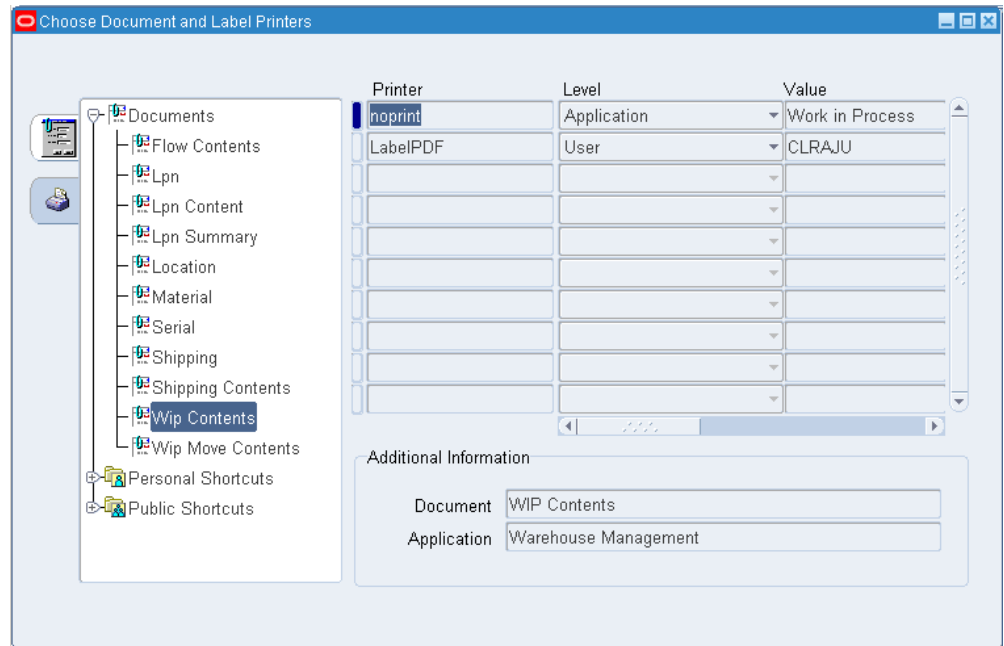 Choose Document and Label Printers
Printer Level Value
Documents
Flow Contents
Lpn
Lpn Content
Lpn Summary
Location
Material
Serial
Shipping
Shipping Contents
Wip Contents
Wip Move Contents
Personal Shortcuts
Public Shortcuts
noprint Application Work in Process
LabelPDF User CLRAJU
Additional Information
Document WIP Contents
Application Warehouse Management